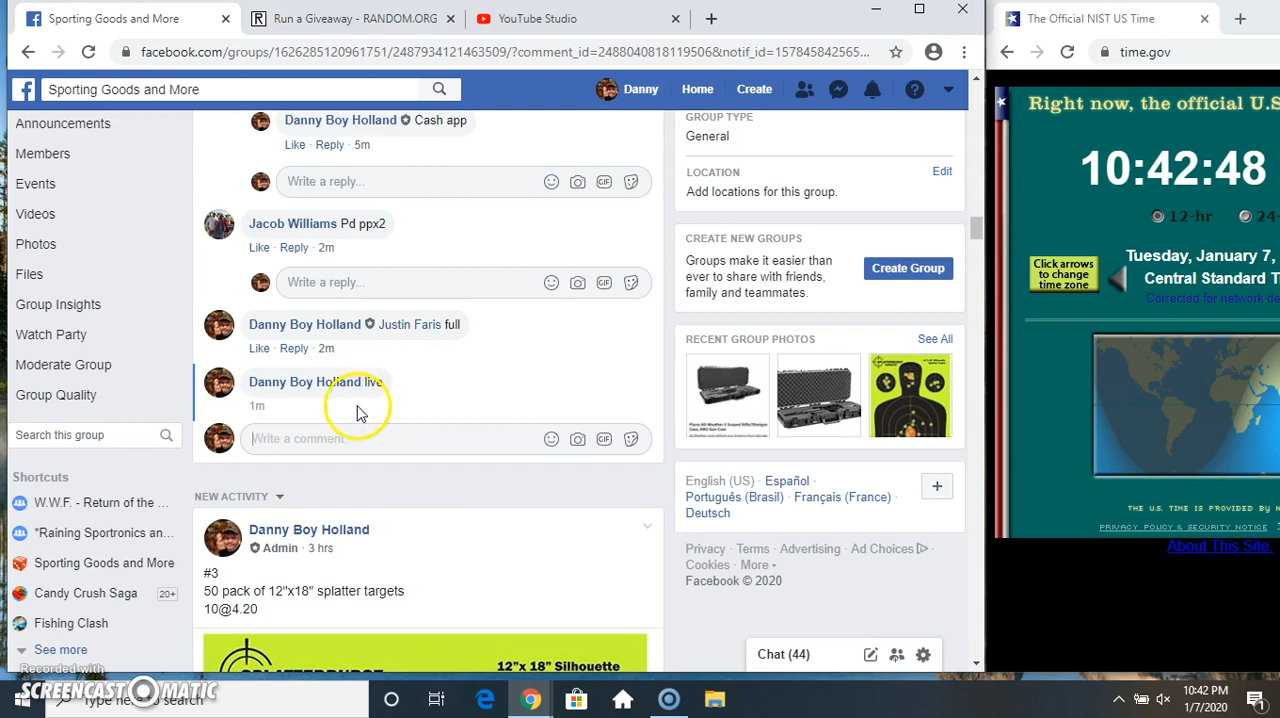 Sporting Goods and More
Run a Giveaway - RANDOM.ORG
YouTube Studio
The Official NIST US Time
facebook.com/groups/1626285120961751/2487934121463509/?comment_id=2488040818119506&notif_id=157845842565...
time.gov
Sporting Goods and More
Danny
Home
Create
Announcements
Members
Events
Videos
Photos
Files
Group Insights
Watch Party
Moderate Group
Group Quality
Search this group
Shortcuts
W.W.F. - Return of the ...
*Raining Sportronics an...
Sporting Goods and More
Candy Crush Saga 20+
Fishing Clash
See more
Danny Boy Holland Cash app
Like · Reply · 5m
Write a reply...
Jacob Williams Pd ppx2
Like · Reply · 2m
Write a reply...
Danny Boy Holland Justin Faris full
Like · Reply · 2m
Danny Boy Holland live
1m
Write a comment...
NEW ACTIVITY
Danny Boy Holland
Admin · 3 hrs
#3
50 pack of 12"x18" splatter targets
10@4.20
12"x 18" Silhouette
GROUP TYPE
General
LOCATION
Edit
Add locations for this group.
CREATE NEW GROUPS
Groups make it easier than
ever to share with friends,
family and teammates.
Create Group
RECENT GROUP PHOTOS
See All
English (US) · Español ·
Português (Brasil) · Français (France) ·
Deutsch
Privacy · Terms · Advertising · Ad Choices ·
Cookies · More
Facebook © 2020
Chat (44)
Right now, the official U.S
10:42:48
12-hr
24-
Click arrows
to change
time zone
Tuesday, January 7,
Central Standard T
Corrected for network de
THE U.S. TIME IS PROVIDED BY N
PRIVACY POLICY & SECURITY NOTICE
About This Site
Recorded with
SCREENCAST-O-MATIC
Type here to search
10:42 PM
1/7/2020
1